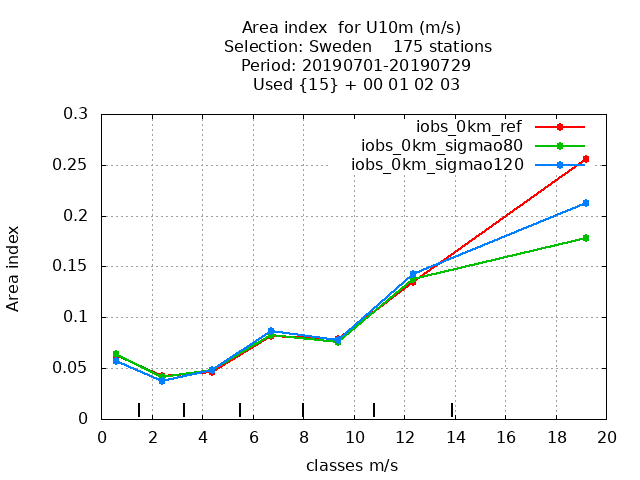 Area index  for U10m (m/s)
Selection: Sweden    175 stations
Period: 20190701-20190729
Used {15} + 00 01 02 03
0.3
0.25
0.2
0.15
0.1
0.05
0
Area index
iobs_0km_ref
iobs_0km_sigmao80
iobs_0km_sigmao120
0 2 4 6 8 10 12 14 16 18 20
classes m/s